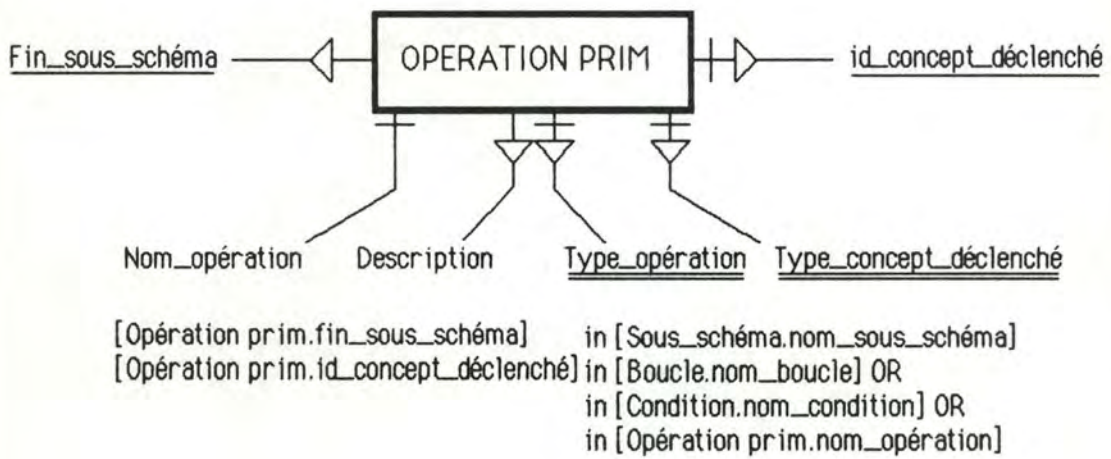 Fin_sous_schéma OPERATION PRIM id_concept_déclenché
Nom_opération Description Type_opération Type_concept_déclenché
[Opération prim.fin_sous_schéma] in [Sous_schéma.nom_sous_schéma]
[Opération prim.id_concept_déclenché] in [Boucle.nom_boucle] OR
in [Condition.nom_condition] OR
in [Opération prim.nom_opération]